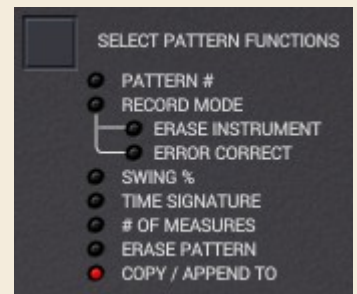 SELECT PATTERN FUNCTIONS
PATTERN #
RECORD MODE
ERASE INSTRUMENT
ERROR CORRECT
SWING %
TIME SIGNATURE
# OF MEASURES
ERASE PATTERN
COPY / APPEND TO